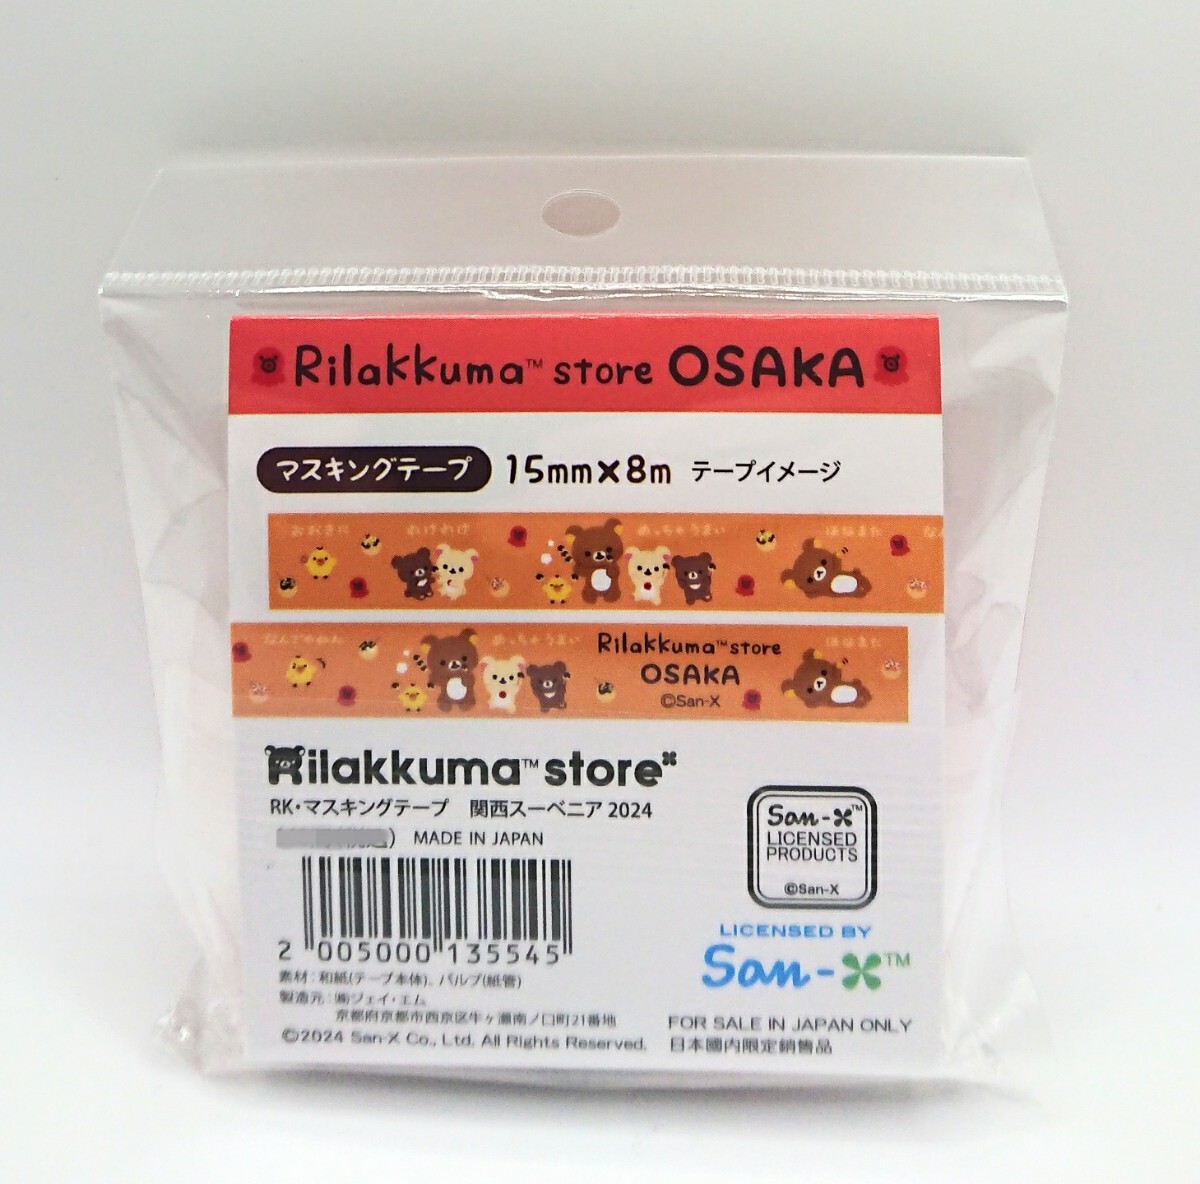 Rilakkuma™ store OSAKA
マスキングテープ 15mm×8m テープイメージ
おおきに わけわけ めっちゃうまい ほなまた なん
なんでやねん めっちゃうまい Rilakkuma™store ほなまた
OSAKA
©San-X
Rilakkuma™store
RK・マスキングテープ 関西スーベニア 2024
MADE IN JAPAN
2 005000 135545
素材：和紙(テープ本体)、パルプ(紙管)
製造元：㈱ジェイ・エム
京都府京都市西京区牛ヶ瀬南ノ口町21番地
©2024 San-X Co., Ltd. All Rights Reserved.
San-X™
LICENSED
PRODUCTS
©San-X
LICENSED BY
San-X™
FOR SALE IN JAPAN ONLY
日本國内限定銷售品